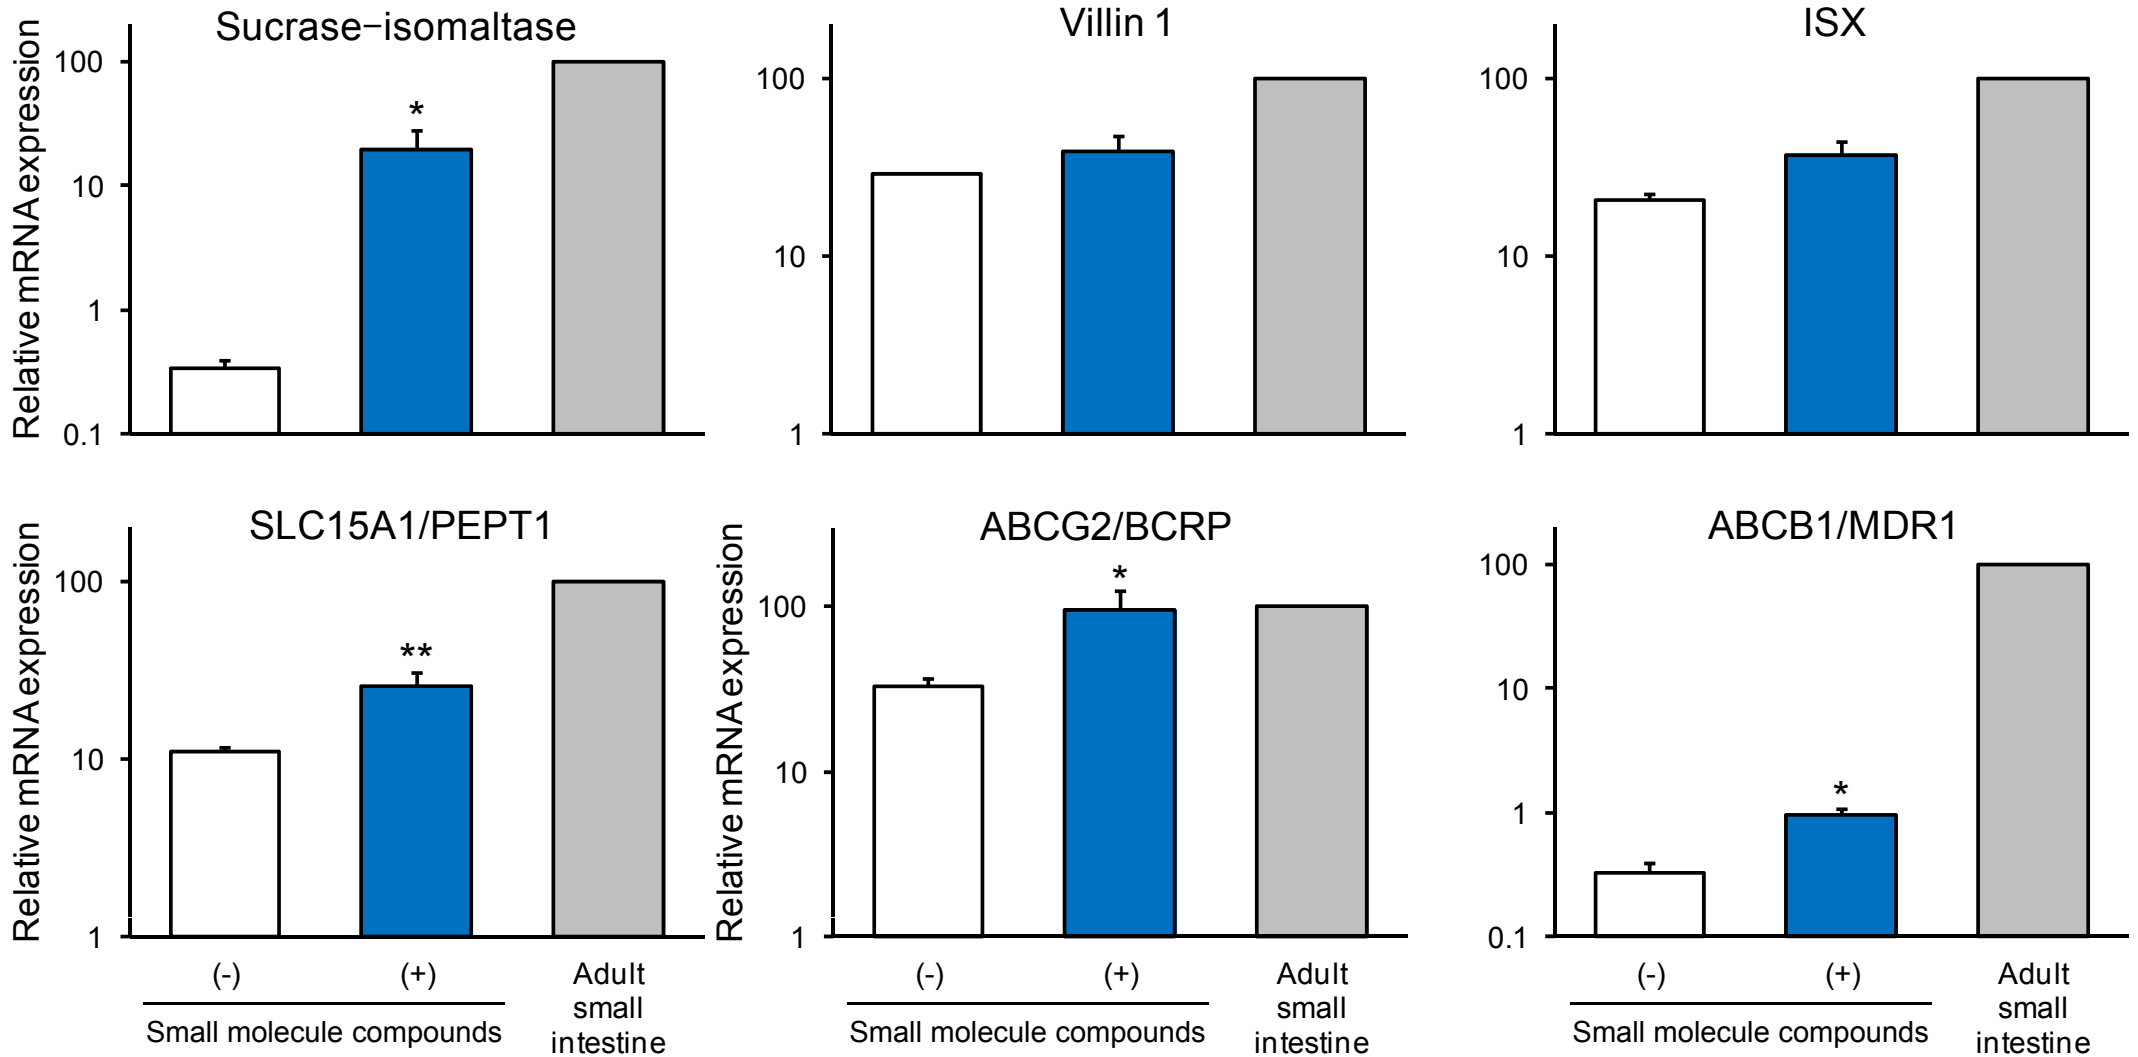 Sucrase-isomaltase
Relative mRNA expression
100
10
1
0.1
*
Villin 1
100
10
1
ISX
100
10
1
SLC15A1/PEPT1
Relative mRNA expression
100
10
1
**
(-)
(+)
Adult
small
intestine
Small molecule compounds
ABCG2/BCRP
Relative mRNA expression
100
10
1
*
(-)
(+)
Adult
small
intestine
Small molecule compounds
ABCB1/MDR1
100
10
1
0.1
*
(-)
(+)
Adult
small
intestine
Small molecule compounds